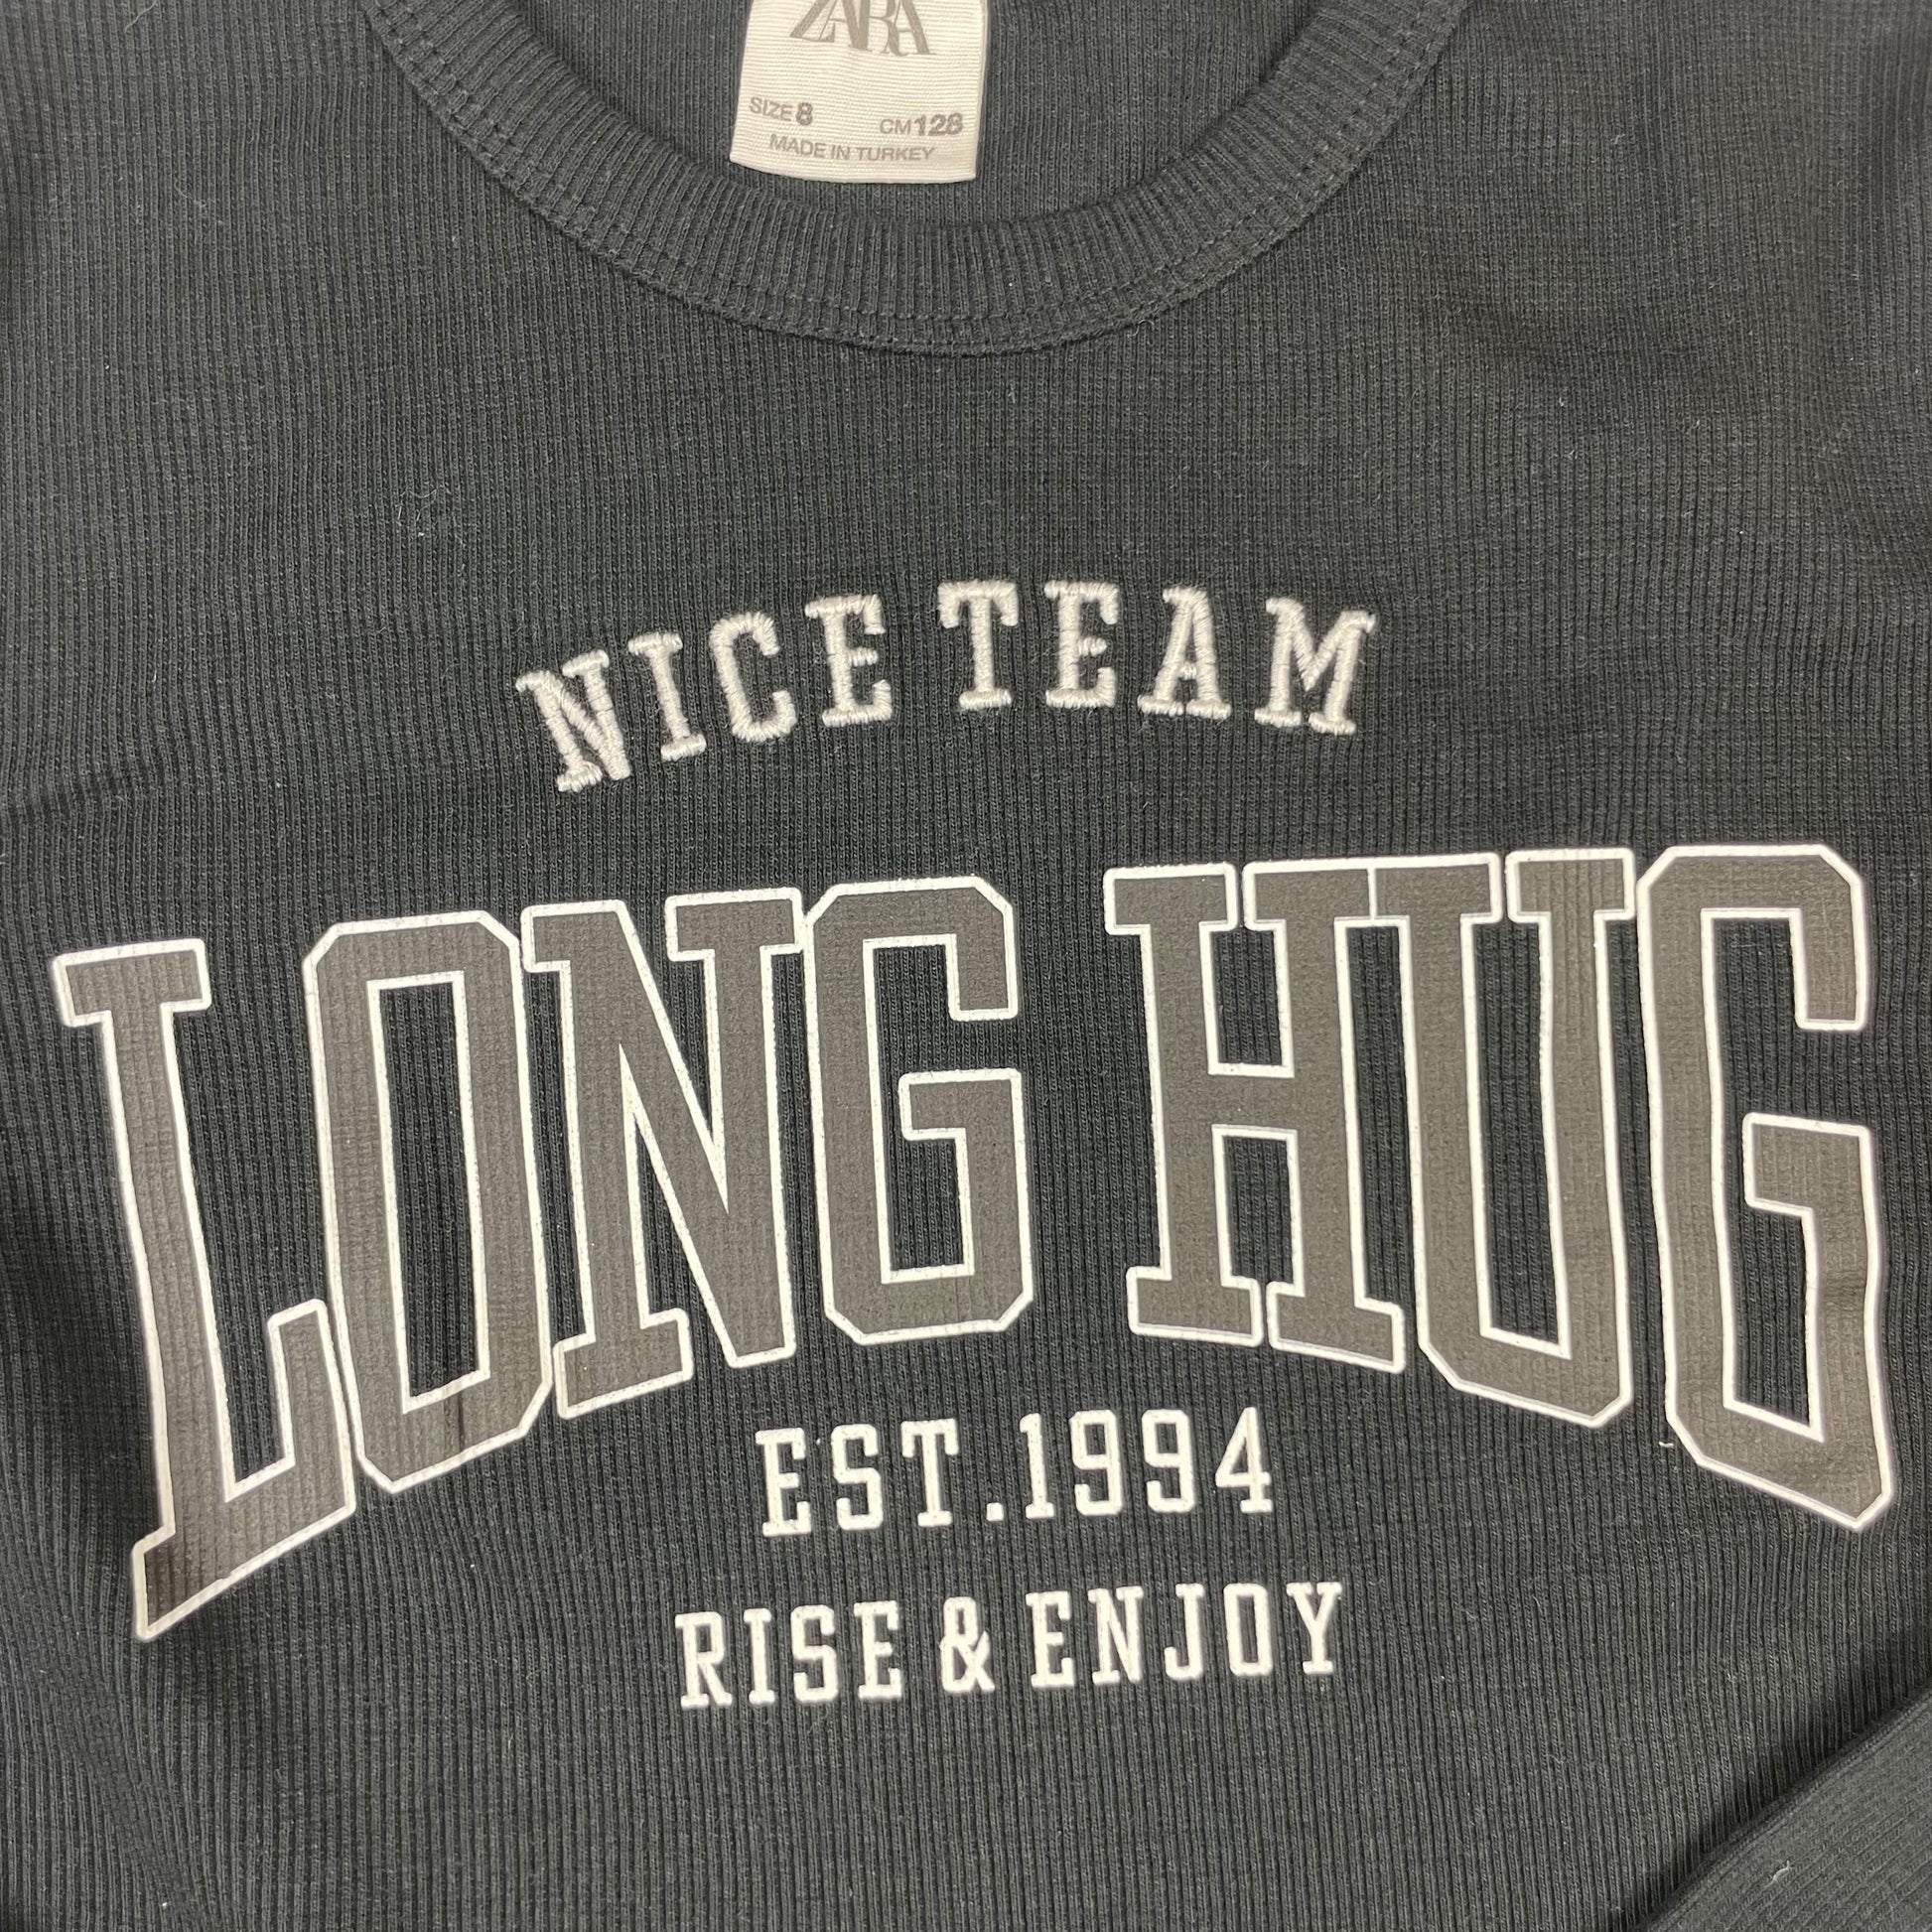 ZARA
SIZE 8 CM 128
MADE IN TURKEY
NICE TEAM
LONG HUG
EST.1994
RISE & ENJOY